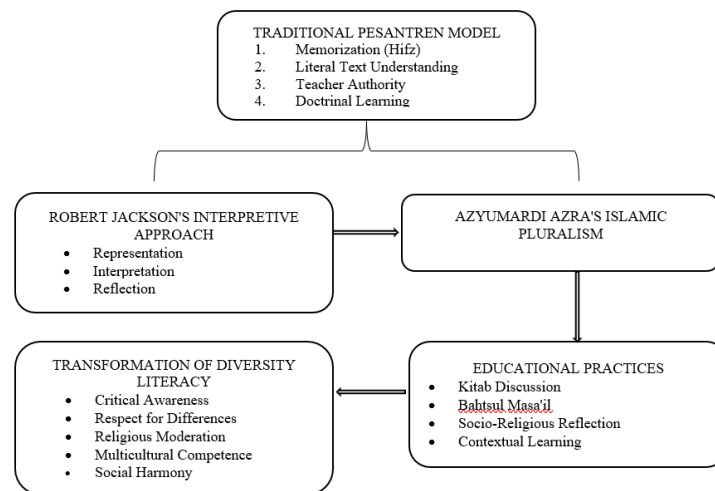 TRADITIONAL PESANTREN MODEL
1. Memorization (Hifz)
2. Literal Text Understanding
3. Teacher Authority
4. Doctrinal Learning
ROBERT JACKSON'S INTERPRETIVE
APPROACH
• Representation
• Interpretation
• Reflection
AZYUMARDI AZRA'S ISLAMIC
PLURALISM
EDUCATIONAL PRACTICES
• Kitab Discussion
• Bahtsul Masa'il
• Socio-Religious Reflection
• Contextual Learning
TRANSFORMATION OF DIVERSITY
LITERACY
• Critical Awareness
• Respect for Differences
• Religious Moderation
• Multicultural Competence
• Social Harmony